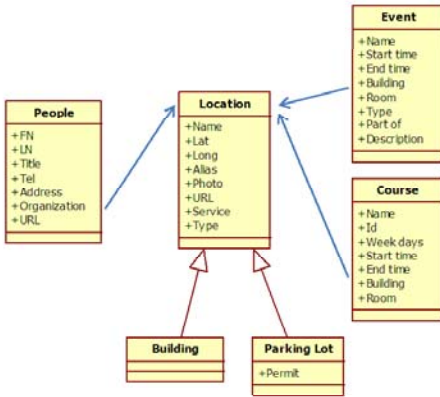 People
+FN
+LN
+Title
+Tel
+Address
+Organization
+URL
Location
+Name
+Lat
+Long
+Alias
+Photo
+URL
+Service
+Type
Event
+Name
+Start time
+End time
+Building
+Room
+Type
+Part of
+Description
Course
+Name
+Id
+Week days
+Start time
+End time
+Building
+Room
Building
Parking Lot
+Permit